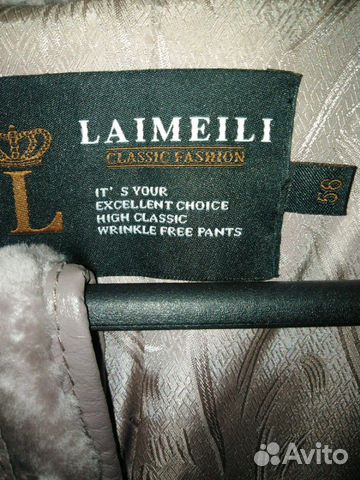 LAIMEILI
CLASSIC FASHION
L
IT'S YOUR
EXCELLENT CHOICE
HIGH CLASSIC
WRINKLE FREE PANTS
56
Avito